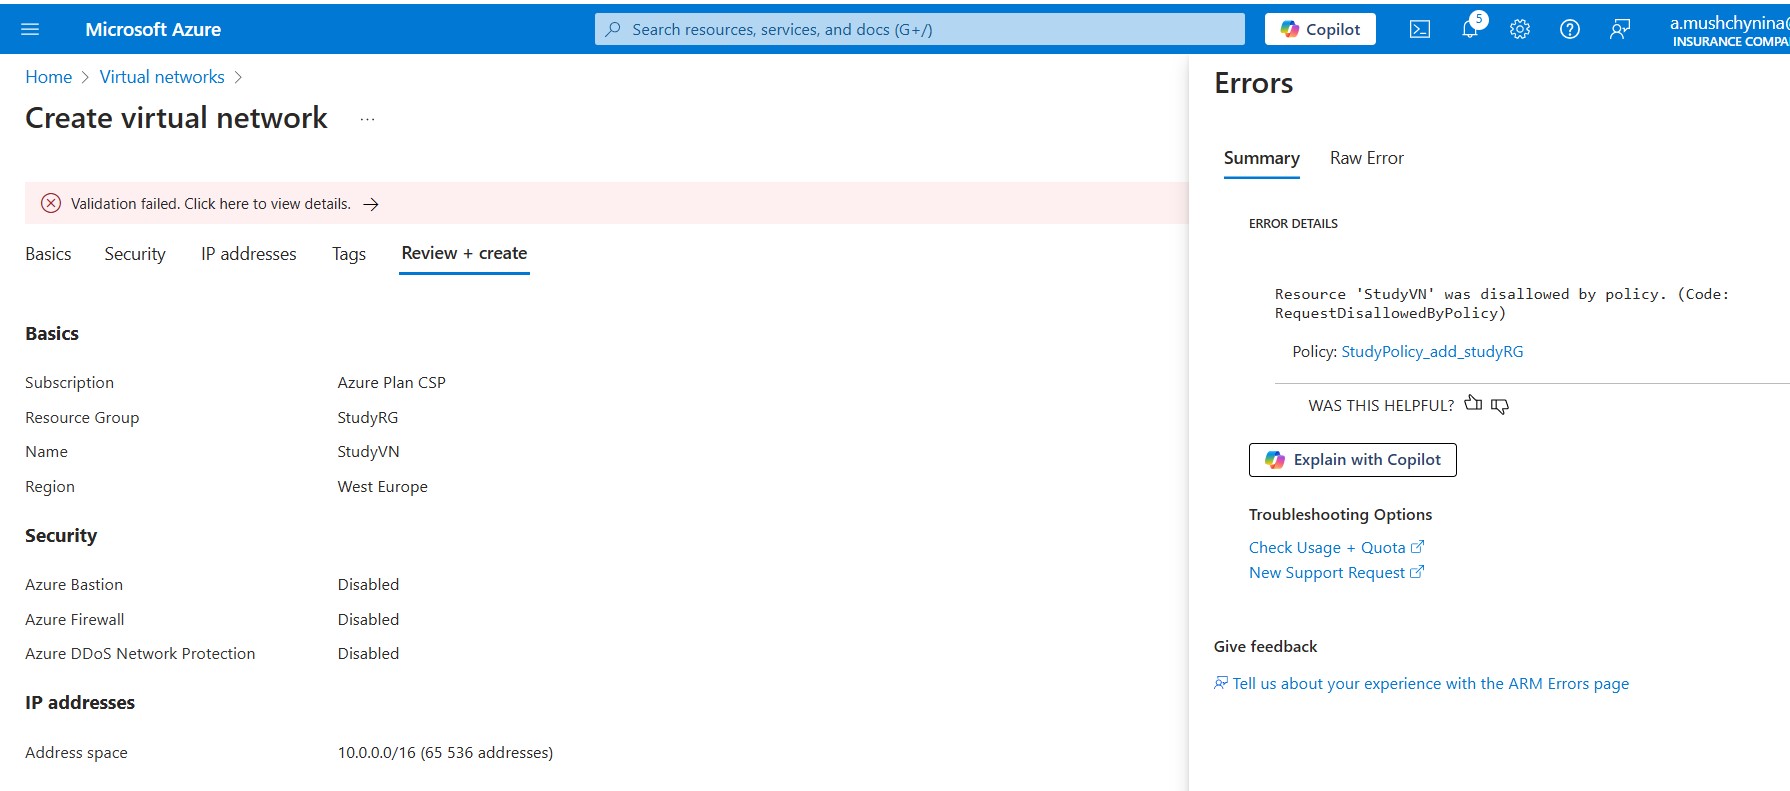 Microsoft Azure
Search resources, services, and docs (G+/)
Copilot
5
a.mushchynina@
INSURANCE COMPA
Home > Virtual networks >
Create virtual network ...
Validation failed. Click here to view details. →
Basics Security IP addresses Tags Review + create
Basics
Subscription Azure Plan CSP
Resource Group StudyRG
Name StudyVN
Region West Europe
Security
Azure Bastion Disabled
Azure Firewall Disabled
Azure DDoS Network Protection Disabled
IP addresses
Address space 10.0.0.0/16 (65 536 addresses)
Errors
Summary Raw Error
ERROR DETAILS
Resource 'StudyVN' was disallowed by policy. (Code:
RequestDisallowedByPolicy)
Policy: StudyPolicy_add_studyRG
WAS THIS HELPFUL?
Explain with Copilot
Troubleshooting Options
Check Usage + Quota
New Support Request
Give feedback
Tell us about your experience with the ARM Errors page